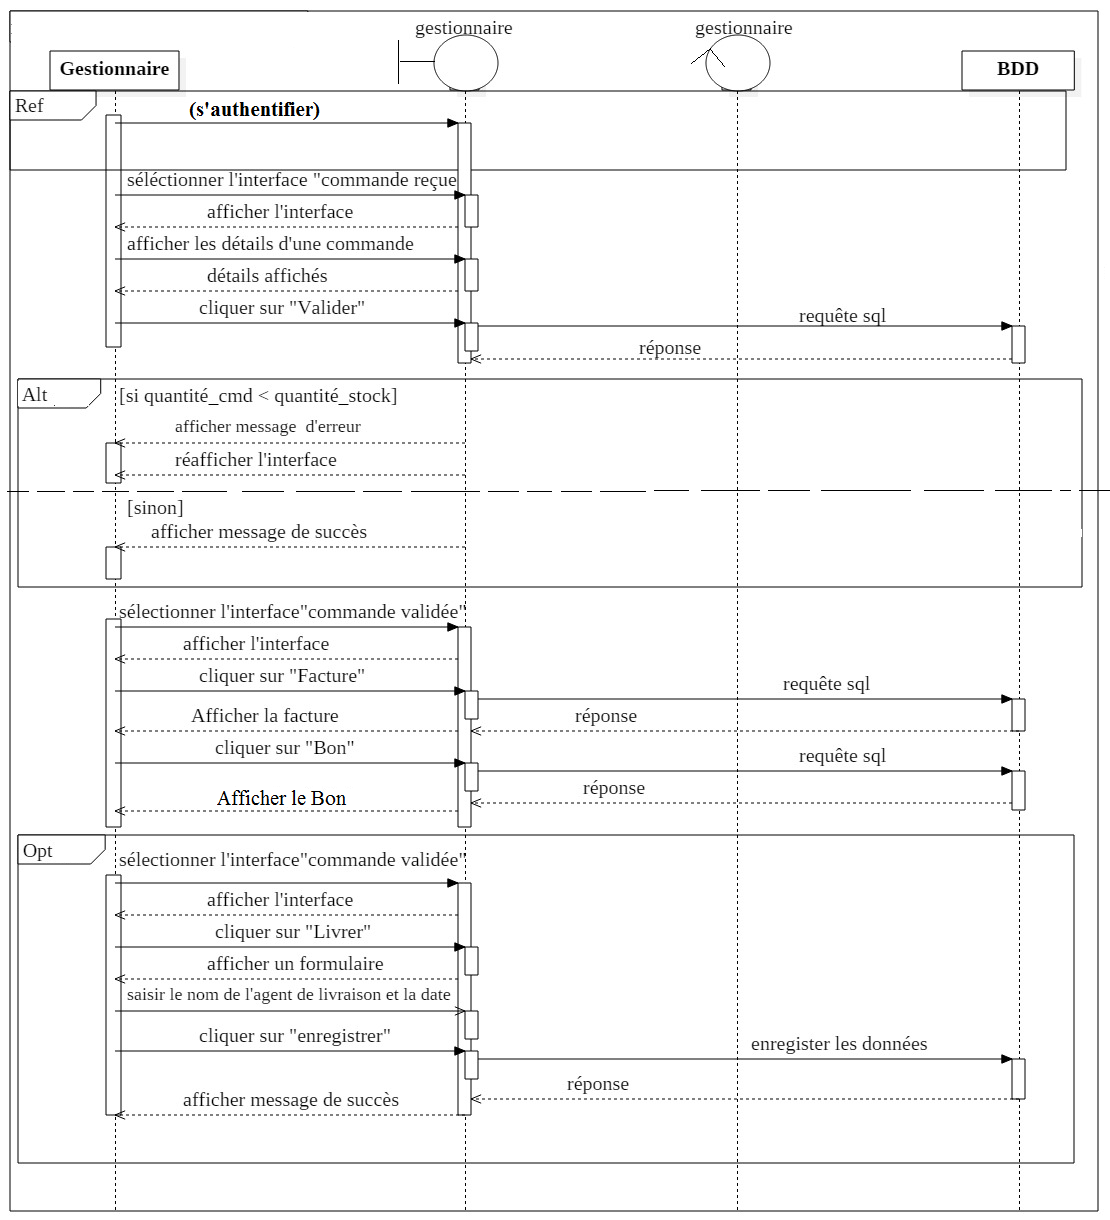 gestionnaire
gestionnaire
Gestionnaire
BDD
Ref
(s'authentifier)
séléctionner l'interface "commande reçue
afficher l'interface
afficher les détails d'une commande
détails affichés
cliquer sur "Valider"
requête sql
réponse
Alt
[si quantité_cmd < quantité_stock]
afficher message d'erreur
réafficher l'interface
[sinon]
afficher message de succès
sélectionner l'interface"commande validée"
afficher l'interface
cliquer sur "Facture"
requête sql
Afficher la facture
réponse
cliquer sur "Bon"
requête sql
Afficher le Bon
réponse
Opt
sélectionner l'interface"commande validée"
afficher l'interface
cliquer sur "Livrer"
afficher un formulaire
saisir le nom de l'agent de livraison et la date
cliquer sur "enregistrer"
enregister les données
réponse
afficher message de succès